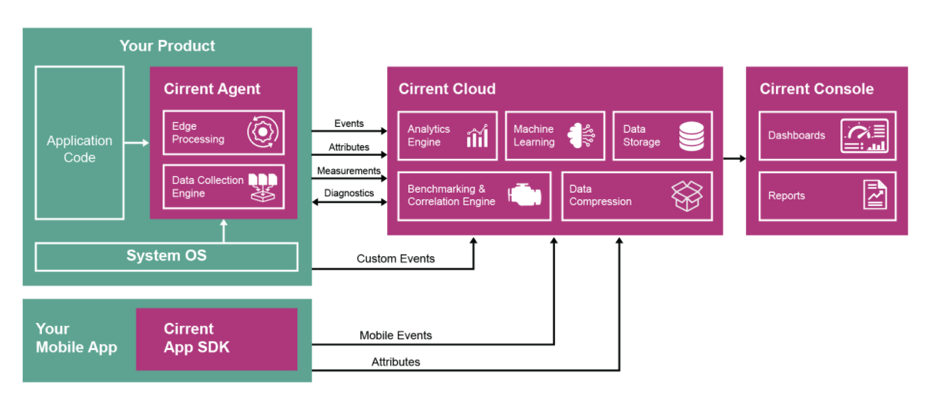 Your Product
Application
Code
Cirrent Agent
Edge
Processing
Data Collection
Engine
System OS
Events
Attributes
Measurements
Diagnostics
Custom Events
Cirrent Cloud
Analytics
Engine
Machine
Learning
Data
Storage
Benchmarking &
Correlation Engine
Data
Compression
Cirrent Console
Dashboards
Reports
Your
Mobile App
Cirrent
App SDK
Mobile Events
Attributes